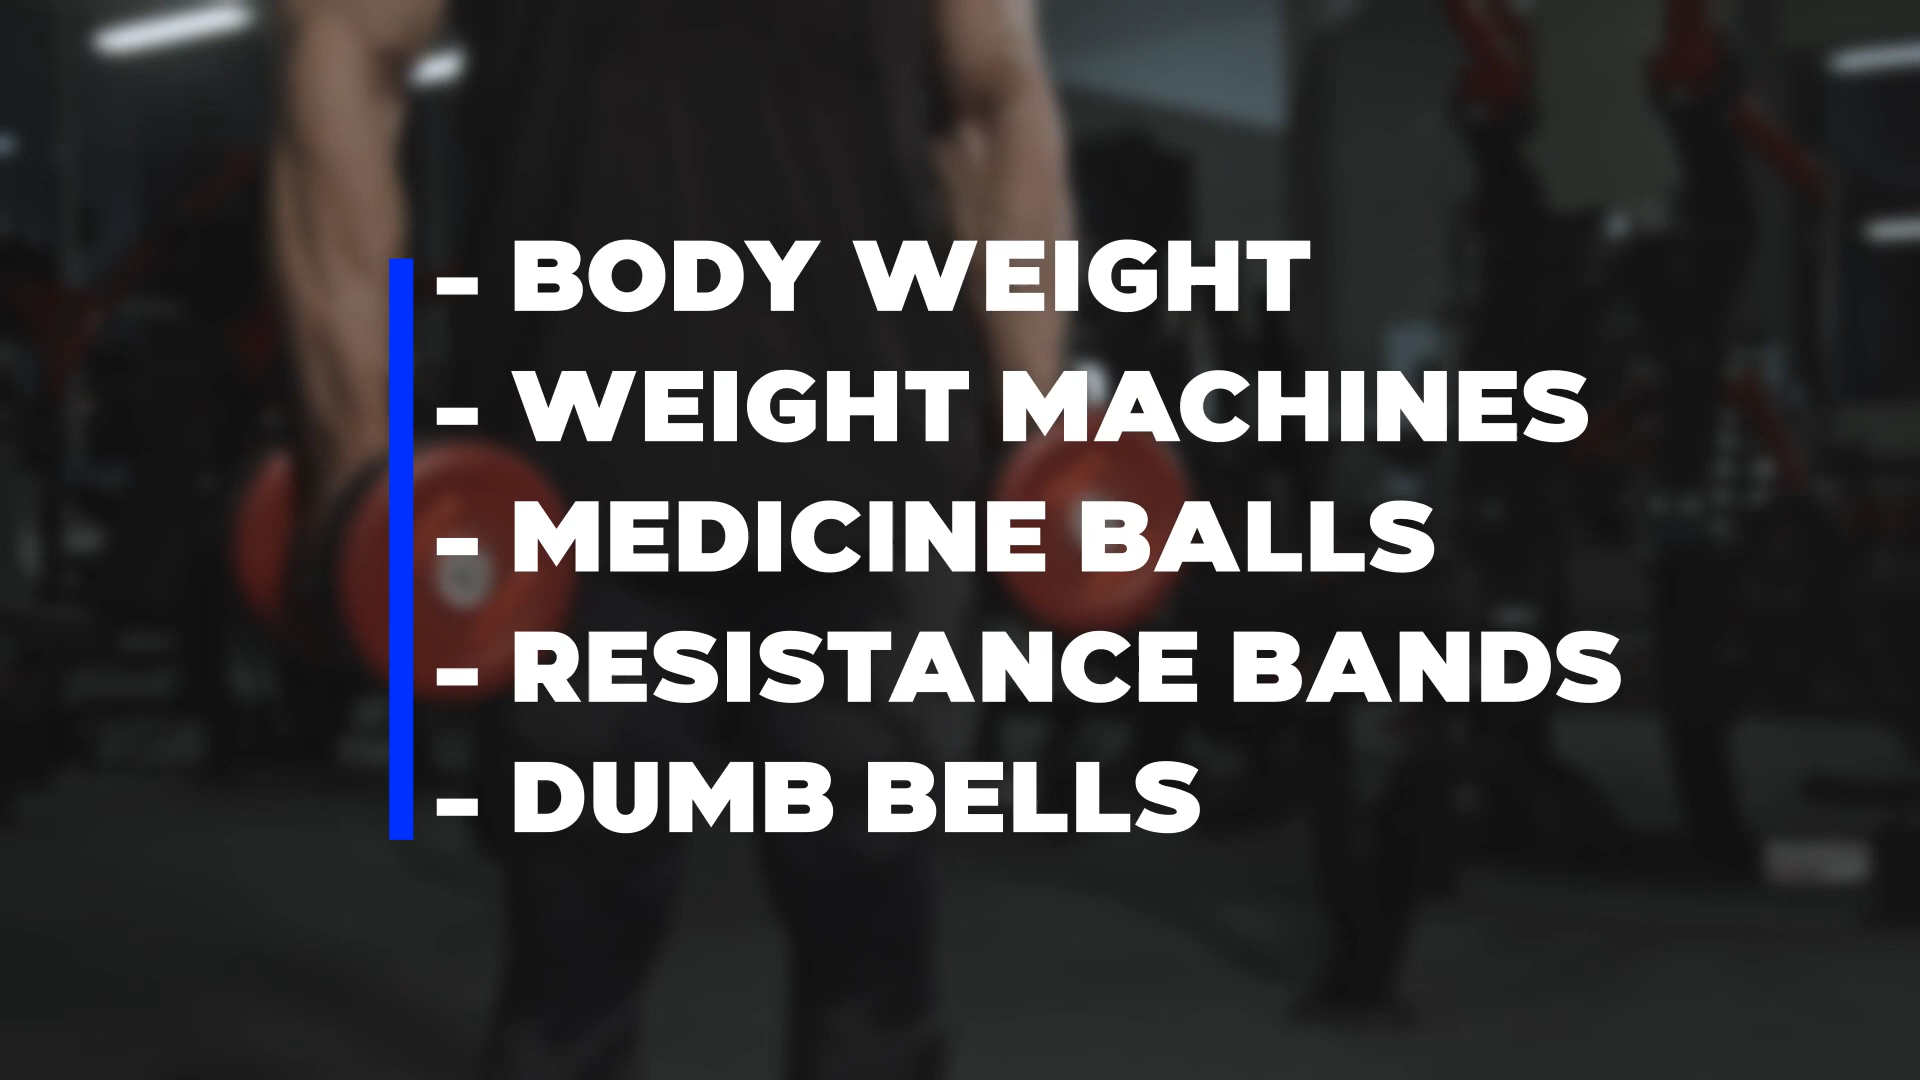 - BODY WEIGHT
- WEIGHT MACHINES
- MEDICINE BALLS
- RESISTANCE BANDS
- DUMB BELLS